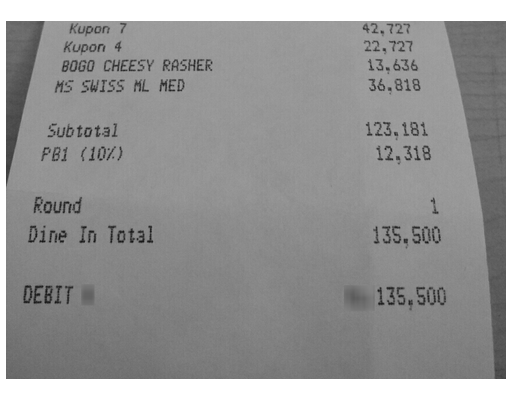 Kupon 7 42,727
Kupon 4 22,727
BOGO CHEESY RASHER 13,636
MS SWISS ML MED 36,818
Subtotal 123,181
PB1 (10%) 12,318
Round 1
Dine In Total 135,500
DEBIT 135,500